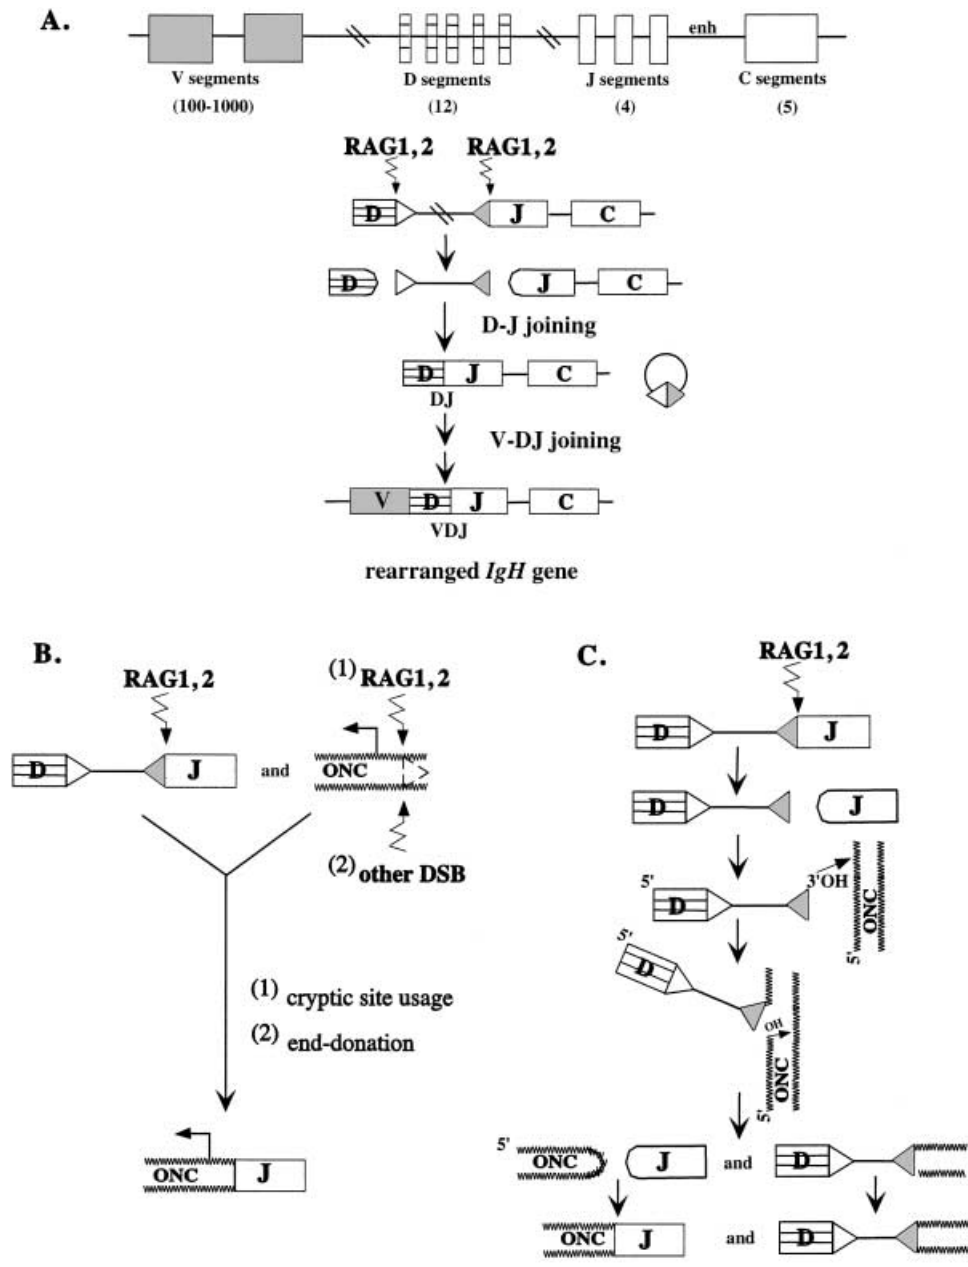 A.
enh
V segments D segments J segments C segments
(100-1000) (12) (4) (5)
RAG1,2 RAG1,2
D J C
D J C
D-J joining
D J C
DJ
V-DJ joining
V D J C
VDJ
rearranged IgH gene
B.
RAG1,2 (1) RAG1,2
D J and ONC
(2) other DSB
(1) cryptic site usage
(2) end-donation
ONC J
C.
RAG1,2
D J
D J
5' D 3'OH ONC 5'
5' D OH ONC 5'
5' ONC J and D
ONC J and D